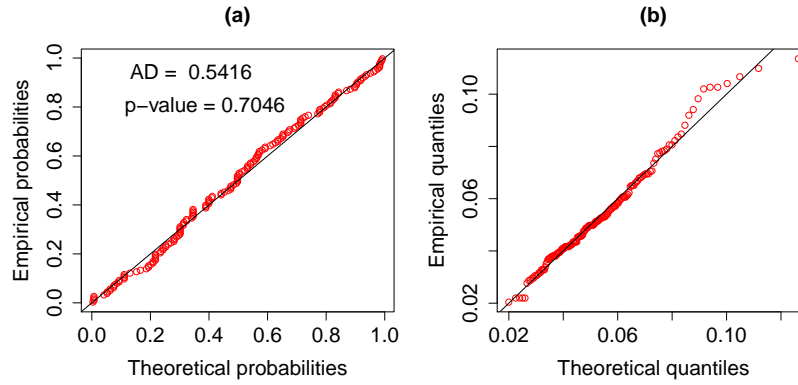 (a)
AD = 0.5416
p−value = 0.7046
Empirical probabilities
0.0 0.2 0.4 0.6 0.8 1.0
0.0 0.2 0.4 0.6 0.8 1.0
Theoretical probabilities
(b)
Empirical quantiles
0.02 0.06 0.10
0.02 0.06 0.10
Theoretical quantiles